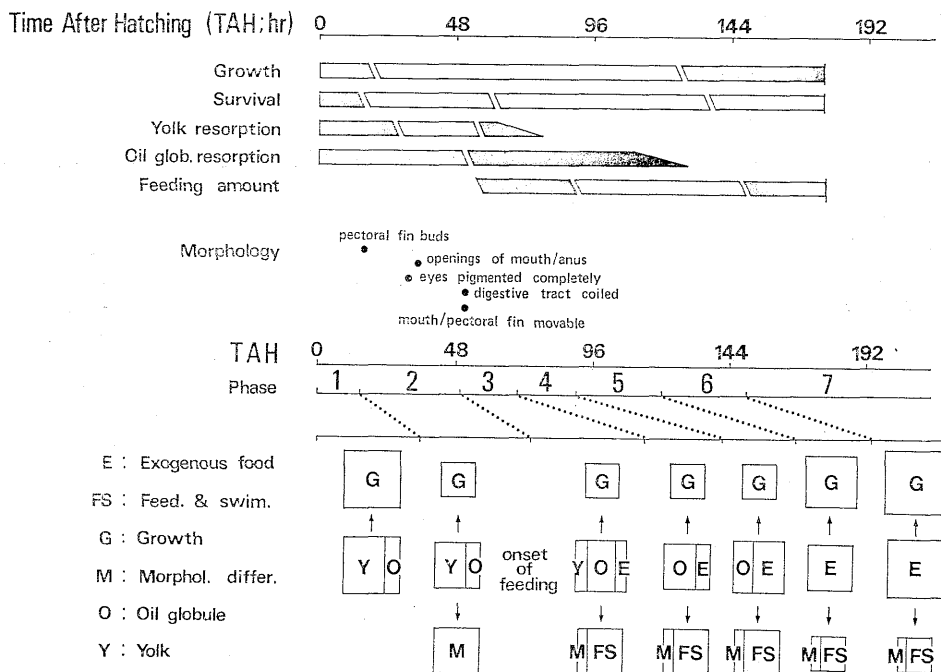 Time After Hatching (TAH; hr) 0 48 96 144 192
Growth
Survival
Yolk resorption
Oil glob. resorption
Feeding amount
Morphology
pectoral fin buds
openings of mouth/anus
eyes pigmented completely
digestive tract coiled
mouth/pectoral fin movable
TAH 0 48 96 144 192
Phase 1 2 3 4 5 6 7
E : Exogenous food
FS : Feed. & swim.
G : Growth
M : Morphol. differ.
O : Oil globule
Y : Yolk
G G G G G G G
Y O Y O onset of feeding Y O E O E O E E E
M M FS M FS M FS M FS M FS